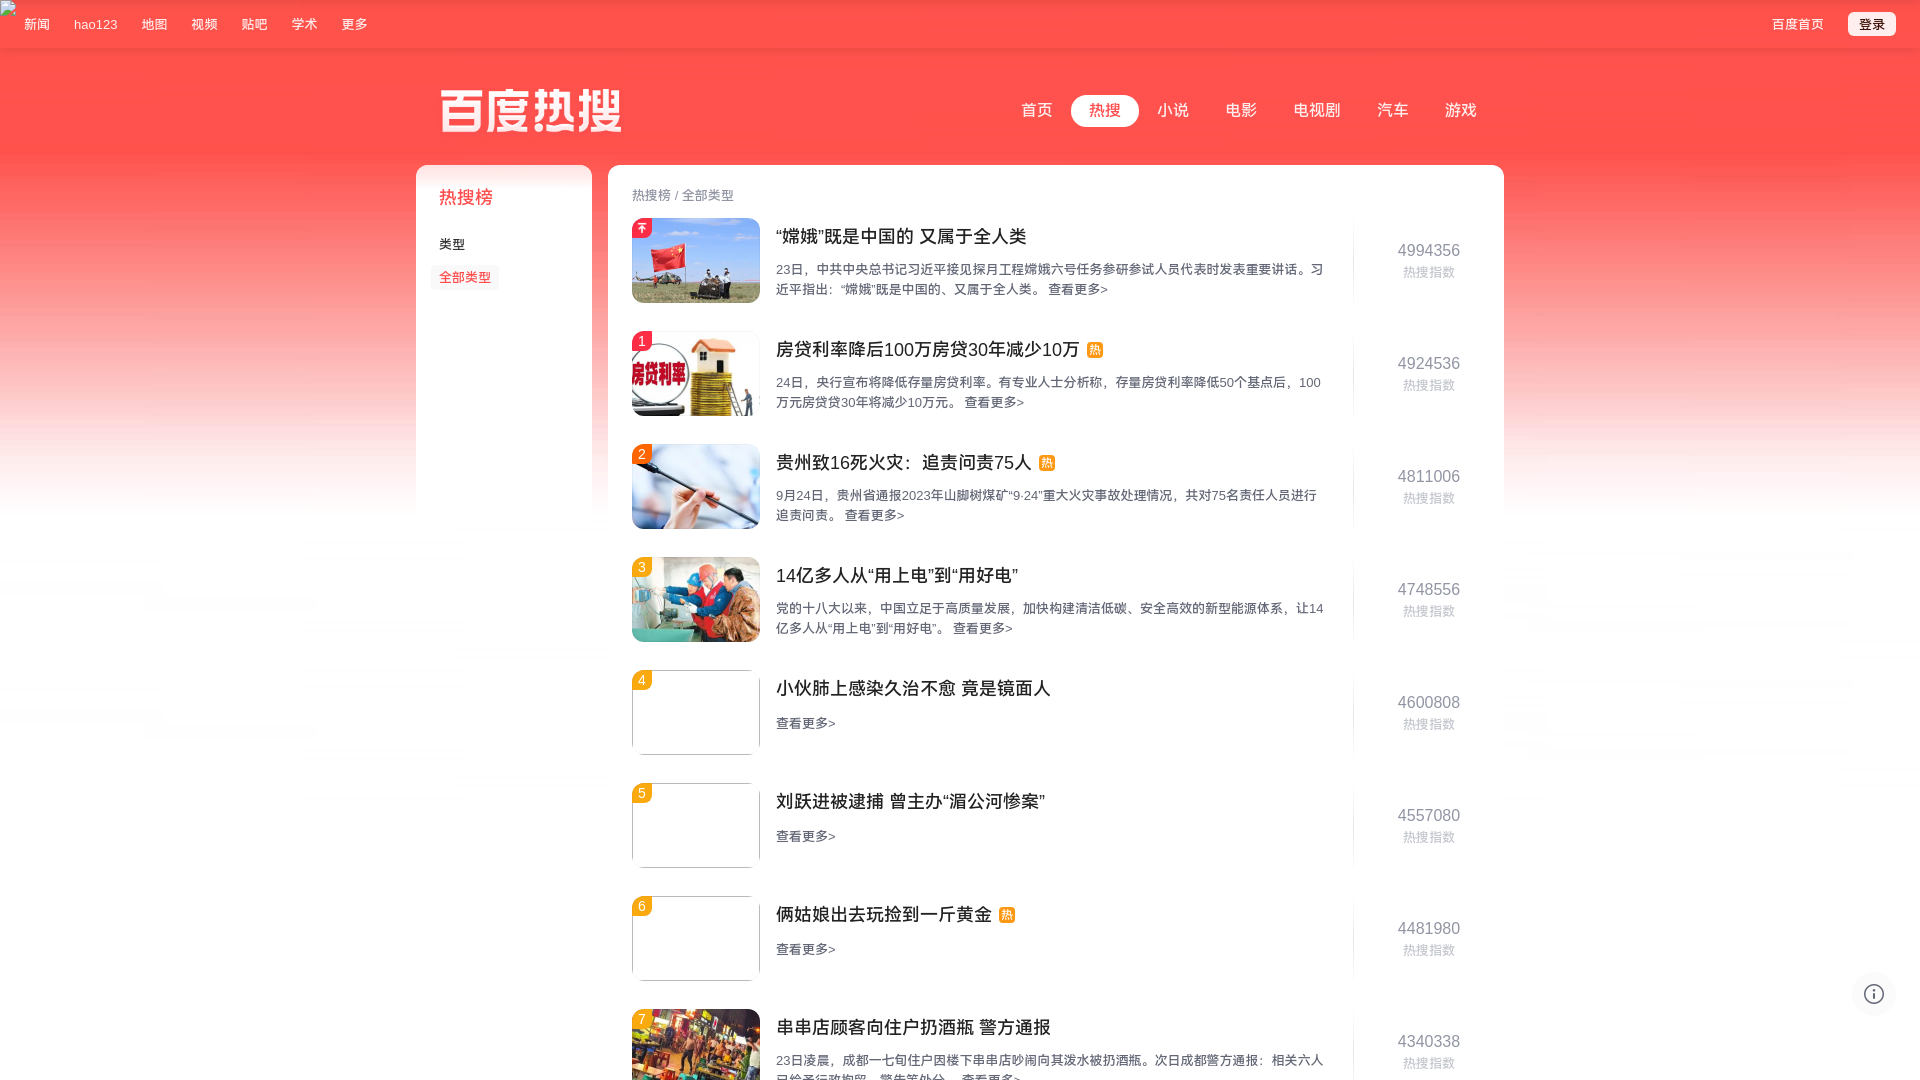 新闻 hao123 地图 视频 贴吧 学术 更多 百度首页 登录
百度热搜
首页 热搜 小说 电影 电视剧 汽车 游戏
热搜榜
类型
全部类型
热搜榜 / 全部类型
“嫦娥”既是中国的 又属于全人类
23日，中共中央总书记习近平接见探月工程嫦娥六号任务参研参试人员代表时发表重要讲话。习
近平指出：“嫦娥”既是中国的、又属于全人类。 查看更多>
4994356
热搜指数
1
房贷利率
房贷利率降后100万房贷30年减少10万 热
24日，央行宣布将降低存量房贷利率。有专业人士分析称，存量房贷利率降低50个基点后，100
万元房贷贷30年将减少10万元。 查看更多>
4924536
热搜指数
2
贵州致16死火灾：追责问责75人 热
9月24日，贵州省通报2023年山脚树煤矿“9·24”重大火灾事故处理情况，共对75名责任人员进行
追责问责。 查看更多>
4811006
热搜指数
3
14亿多人从“用上电”到“用好电”
党的十八大以来，中国立足于高质量发展，加快构建清洁低碳、安全高效的新型能源体系，让14
亿多人从“用上电”到“用好电”。 查看更多>
4748556
热搜指数
4
小伙肺上感染久治不愈 竟是镜面人
查看更多>
4600808
热搜指数
5
刘跃进被逮捕 曾主办“湄公河惨案”
查看更多>
4557080
热搜指数
6
俩姑娘出去玩捡到一斤黄金 热
查看更多>
4481980
热搜指数
7
串串店顾客向住户扔酒瓶 警方通报
23日凌晨，成都一七旬住户因楼下串串店吵闹向其泼水被扔酒瓶。次日成都警方通报：相关六人
已给予行政拘留、警告等处分。 查看更多>
4340338
热搜指数